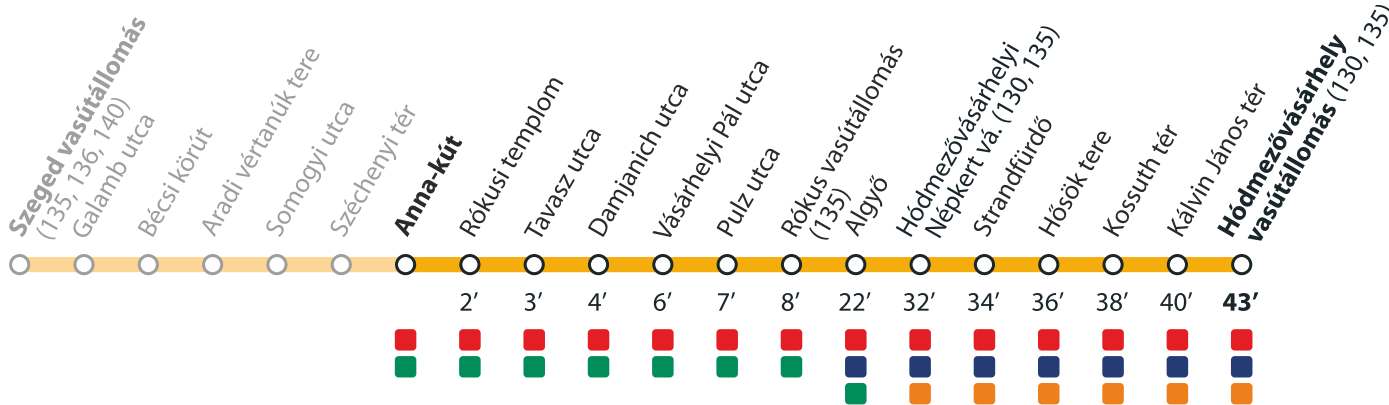 Szeged vasútállomás
(135, 136, 140)
Galamb utca
Bécsi körút
Aradi vértanúk tere
Somogyi utca
Széchenyi tér
Anna-kút
Rókusi templom
Tavasz utca
Damjanich utca
Vásárhelyi Pál utca
Pulz utca
Rókus vasútállomás
(135)
Algyő
Hódmezővásárhelyi
Népkert vá. (130, 135)
Strandfürdő
Hősök tere
Kossuth tér
Kálvin János tér
Hódmezővásárhely
vasútállomás (130, 135)
2’ 3’ 4’ 6’ 7’ 8’ 22’ 32’ 34’ 36’ 38’ 40’ 43’